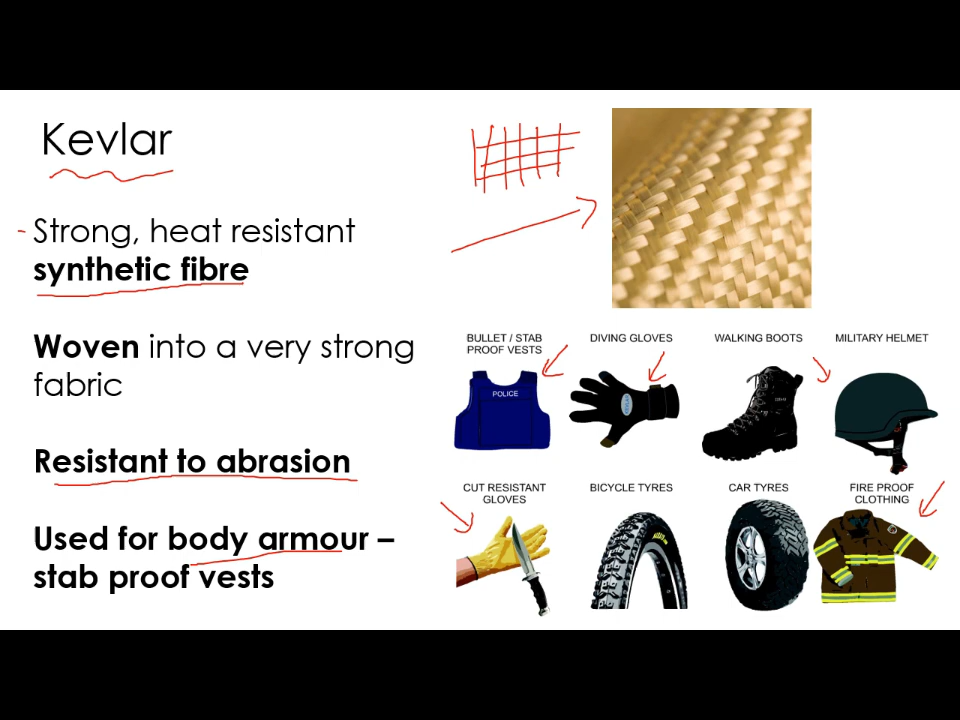 Kevlar
Strong, heat resistant
synthetic fibre
Woven into a very strong
fabric
Resistant to abrasion
Used for body armour –
stab proof vests
BULLET / STAB
PROOF VESTS
DIVING GLOVES
WALKING BOOTS
MILITARY HELMET
POLICE
CUT RESISTANT
GLOVES
BICYCLE TYRES
CAR TYRES
FIRE PROOF
CLOTHING